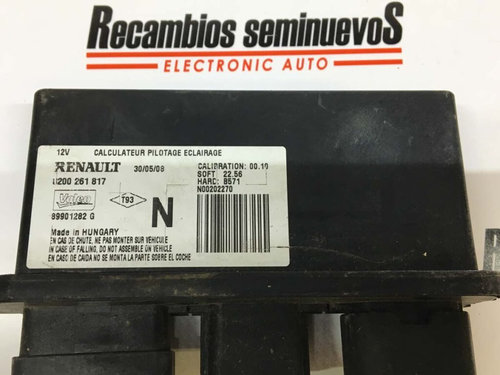 Recambios seminuevoS
ELECTRONIC AUTO
12V CALCULATEUR PILOTAGE ECLAIRAGE
RENAULT 30/05/08 CALIBRATION: 00.10
8200 261 817 SOFT: 22.56
HARD: 8571
Valeo T93 N N00202270
89901282 G
Made in HUNGARY
EN CAS DE CHUTE, NE PAS MONTER SUR VÉHICULE
IN CASE OF FALLING, DO NOT ASSEMBLE ON VEHICLE
EN CASO DE CAIDA NO SE MONTA LA PARTE SOBRE EL COCHE